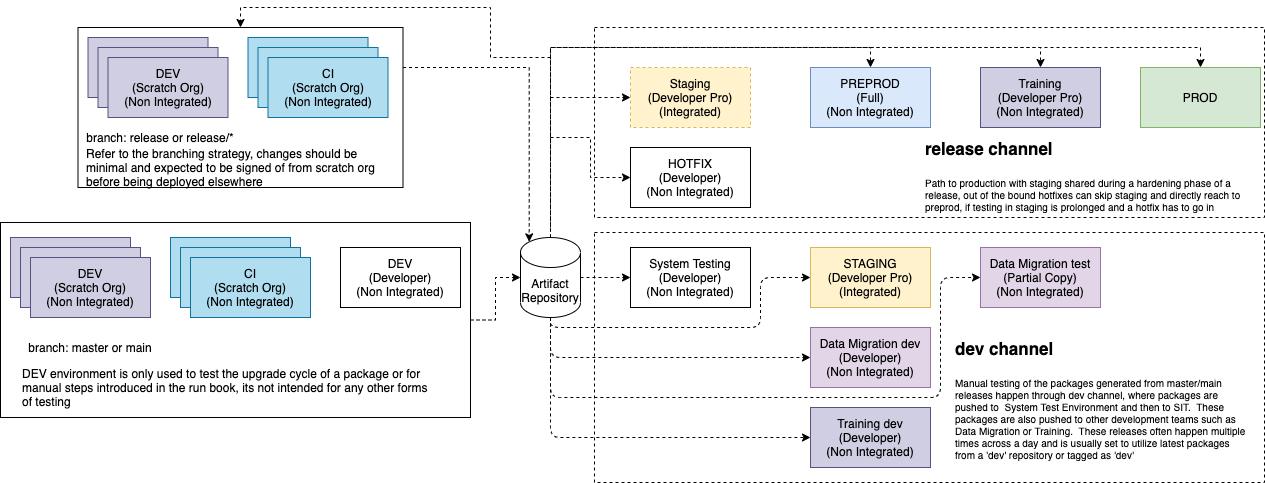 DEV
(Scratch Org)
(Non Integrated)
CI
(Scratch Org)
(Non Integrated)
branch: release or release/*
Refer to the branching strategy, changes should be
minimal and expected to be signed of from scratch org
before being deployed elsewhere
Staging
(Developer Pro)
(Integrated)
PREPROD
(Full)
(Non Integrated)
Training
(Developer Pro)
(Non Integrated)
PROD
HOTFIX
(Developer)
(Non Integrated)
release channel
Path to production with staging shared during a hardening phase of a
release, out of the bound hotfixes can skip staging and directly reach to
preprod, if testing in staging is prolonged and a hotfix has to go in
DEV
(Scratch Org)
(Non Integrated)
CI
(Scratch Org)
(Non Integrated)
DEV
(Developer)
(Non Integrated)
branch: master or main
DEV environment is only used to test the upgrade cycle of a package or for
manual steps introduced in the run book, its not intended for any other forms
of testing
Artifact
Repository
System Testing
(Developer)
(Non Integrated)
STAGING
(Developer Pro)
(Integrated)
Data Migration test
(Partial Copy)
(Non Integrated)
Data Migration dev
(Developer)
(Non Integrated)
Training dev
(Developer)
(Non Integrated)
dev channel
Manual testing of the packages generated from master/main
releases happen through dev channel, where packages are
pushed to System Test Environment and then to SIT. These
packages are also pushed to other development teams such as
Data Migration or Training. These releases often happen multiple
times across a day and is usually set to utilize latest packages
from a 'dev' repository or tagged as 'dev'